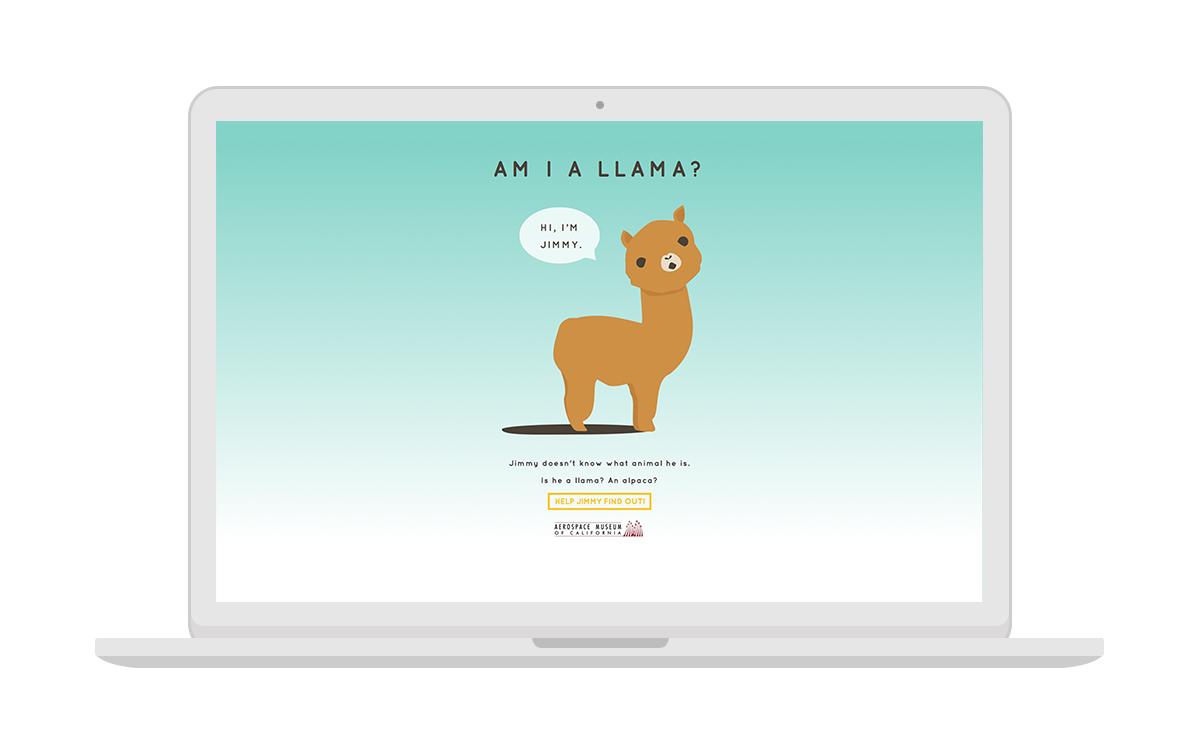 AM I A LLAMA?
HI, I'M
JIMMY.
Jimmy doesn't know what animal he is.
Is he a llama? An alpaca?
HELP JIMMY FIND OUT!
AEROSPACE MUSEUM
OF CALIFORNIA